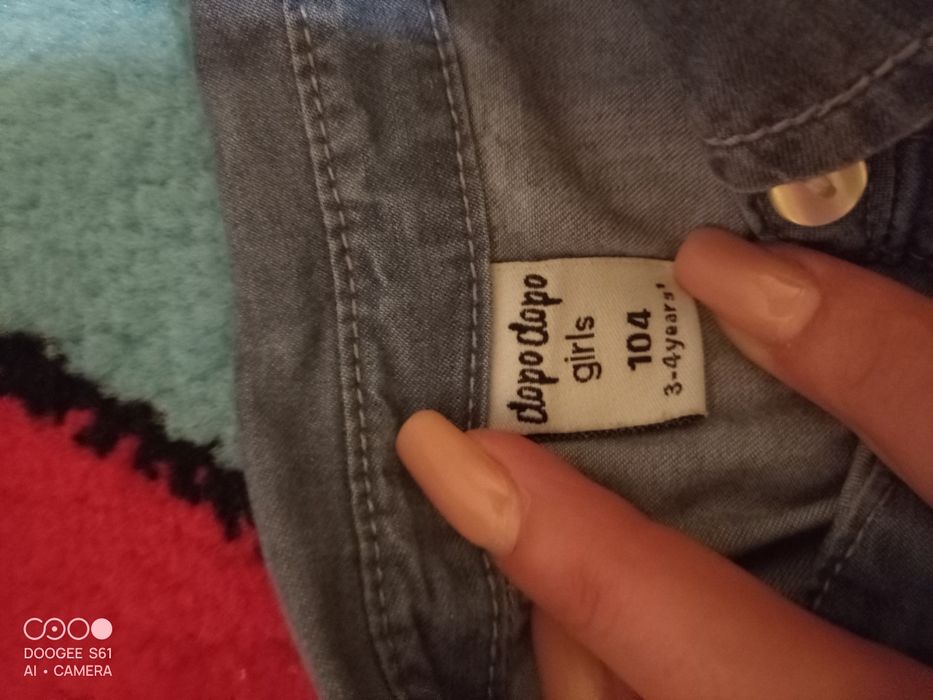 dopodopo
girls
104
3-4years'
DOOGEE S61
AI • CAMERA